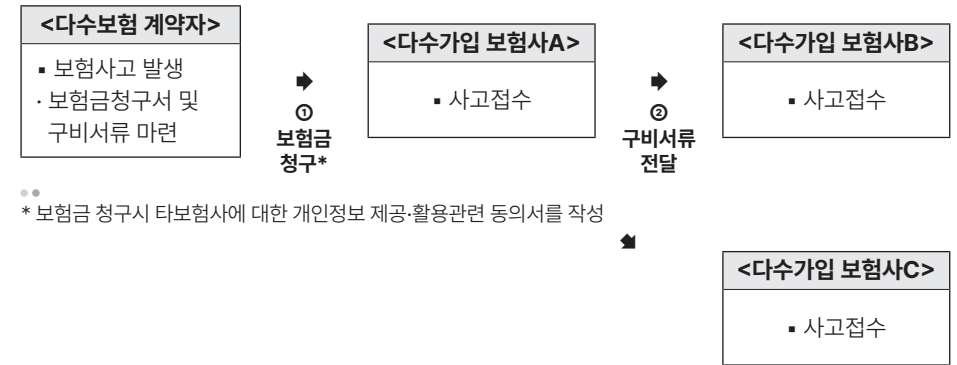 <다수보험 계약자>
▪ 보험사고 발생
· 보험금청구서 및
구비서류 마련
①
보험금
청구*
<다수가입 보험사A>
▪ 사고접수
②
구비서류
전달
<다수가입 보험사B>
▪ 사고접수
* 보험금 청구시 타보험사에 대한 개인정보 제공·활용관련 동의서를 작성
<다수가입 보험사C>
▪ 사고접수